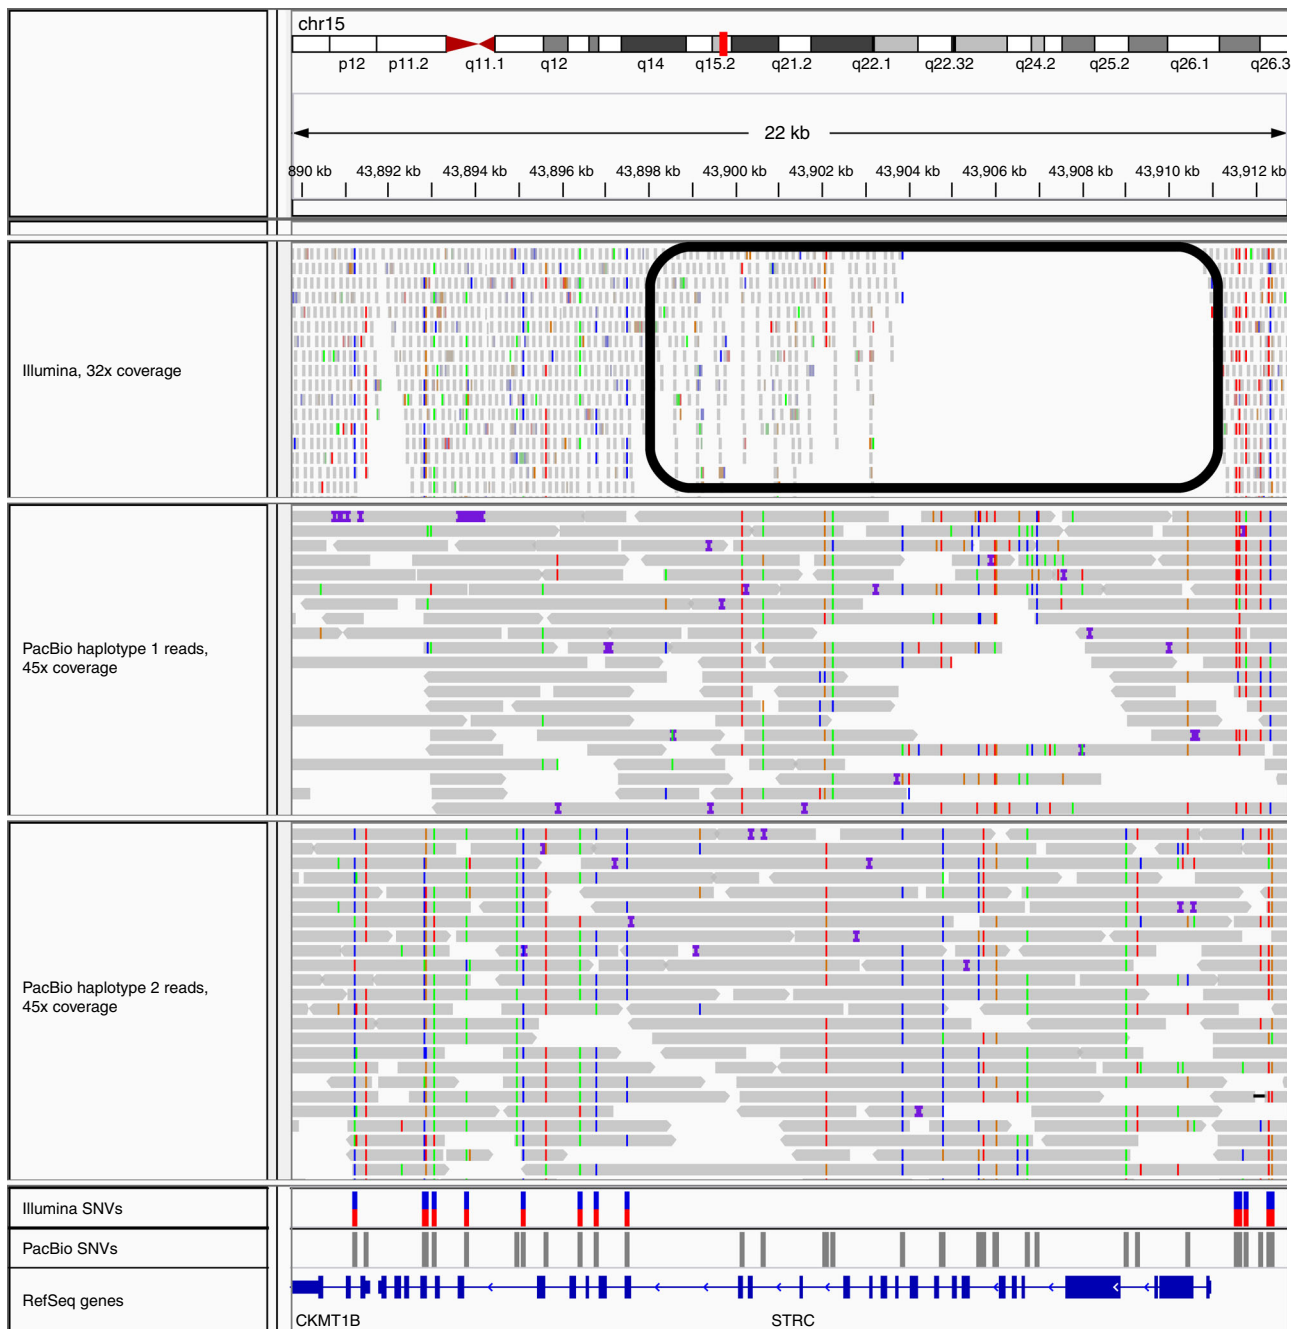 chr15
p12 p11.2 q11.1 q12 q14 q15.2 q21.2 q22.1 q22.32 q24.2 q25.2 q26.1 q26.3
22 kb
890 kb 43,892 kb 43,894 kb 43,896 kb 43,898 kb 43,900 kb 43,902 kb 43,904 kb 43,906 kb 43,908 kb 43,910 kb 43,912 kb
Illumina, 32x coverage
PacBio haplotype 1 reads,
45x coverage
PacBio haplotype 2 reads,
45x coverage
Illumina SNVs
PacBio SNVs
RefSeq genes
CKMT1B STRC